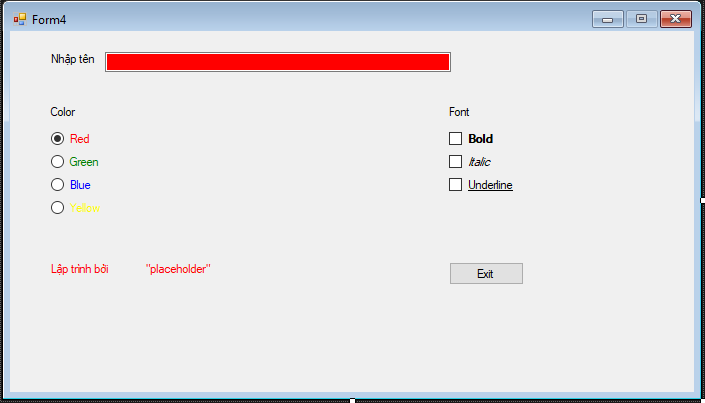 Form4
Nhập tên
Color Font
Red Bold
Green Italic
Blue Underline
Yellow
Lập trình bởi "placeholder" Exit